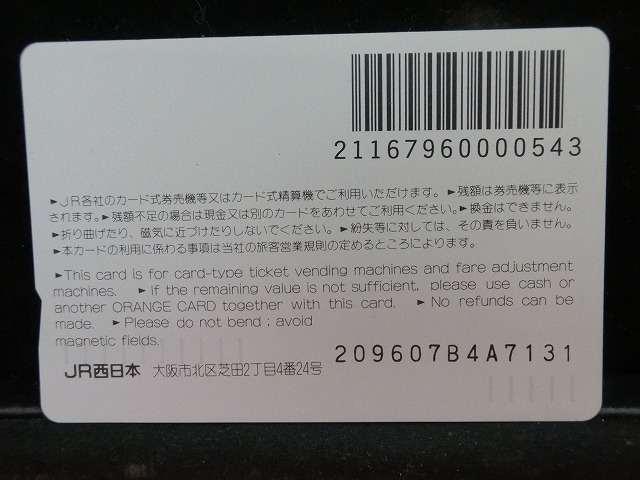 21167960000543
▶JR各社のカード式券売機等又はカード式精算機でご利用いただけます。▶残額は券売機等に表示
されます。▶残額不足の場合は現金又は別のカードをあわせてご利用ください。▶換金はできません。
▶折り曲げたり、磁気に近づけたりしないでください。▶紛失等に対しては、その責を負いません。
▶本カードの利用に係わる事項は当社の旅客営業規則の定めるところによります。
▶This card is for card-type ticket vending machines and fare adjustment
machines. ▶If the remaining value is not sufficient, please use cash or
another ORANGE CARD together with this card. ▶No refunds can be
made. ▶Please do not bend; avoid
magnetic fields.
209607B4A7131
JR西日本 大阪市北区芝田2丁目4番24号